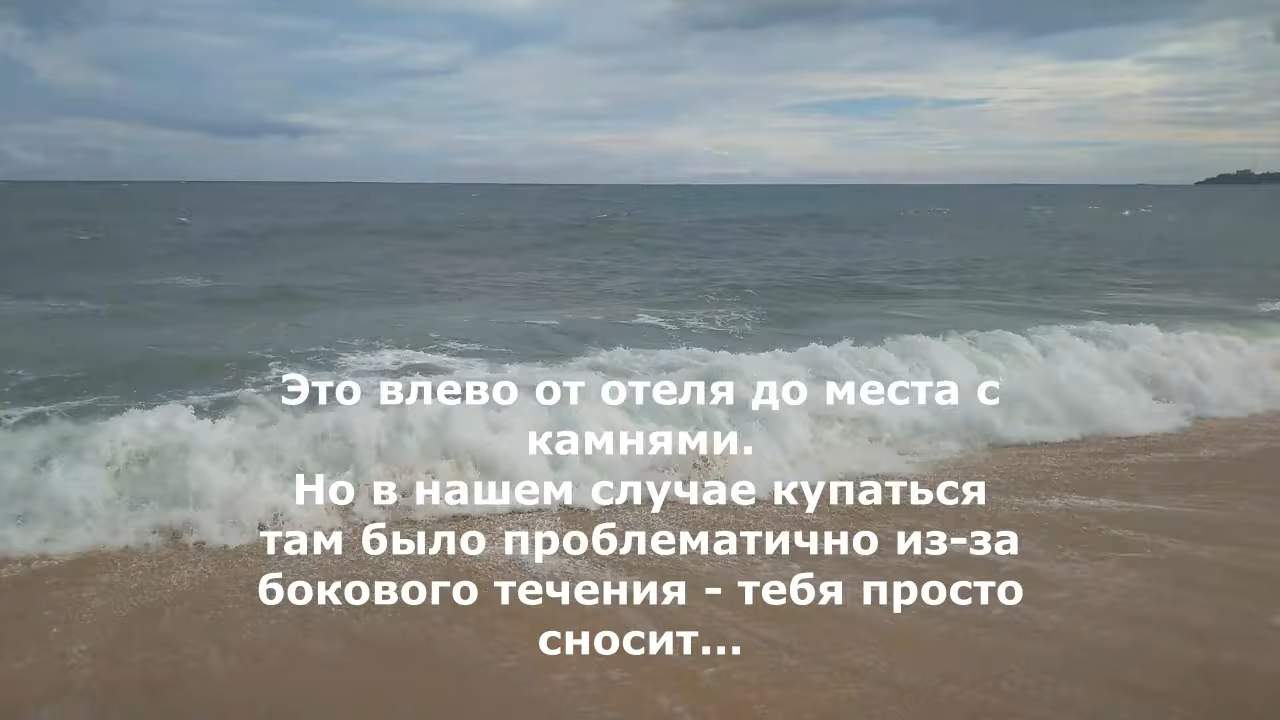 Это влево от отеля до места с
камнями.
Но в нашем случае купаться
там было проблематично из-за
бокового течения - тебя просто
сносит...